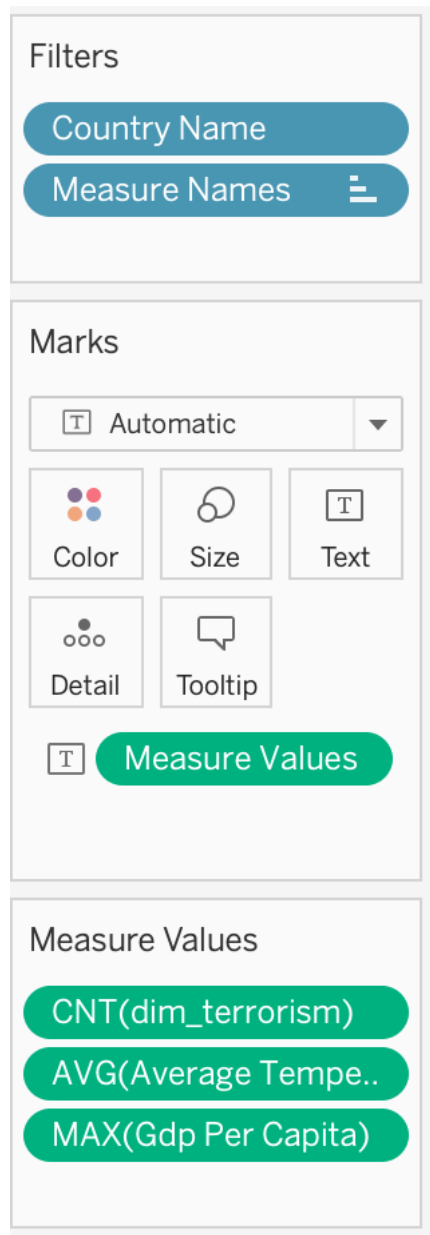 Filters
Country Name
Measure Names
Marks
T Automatic
T
Color Size Text
Detail Tooltip
T Measure Values
Measure Values
CNT(dim_terrorism)
AVG(Average Tempe..
MAX(Gdp Per Capita)